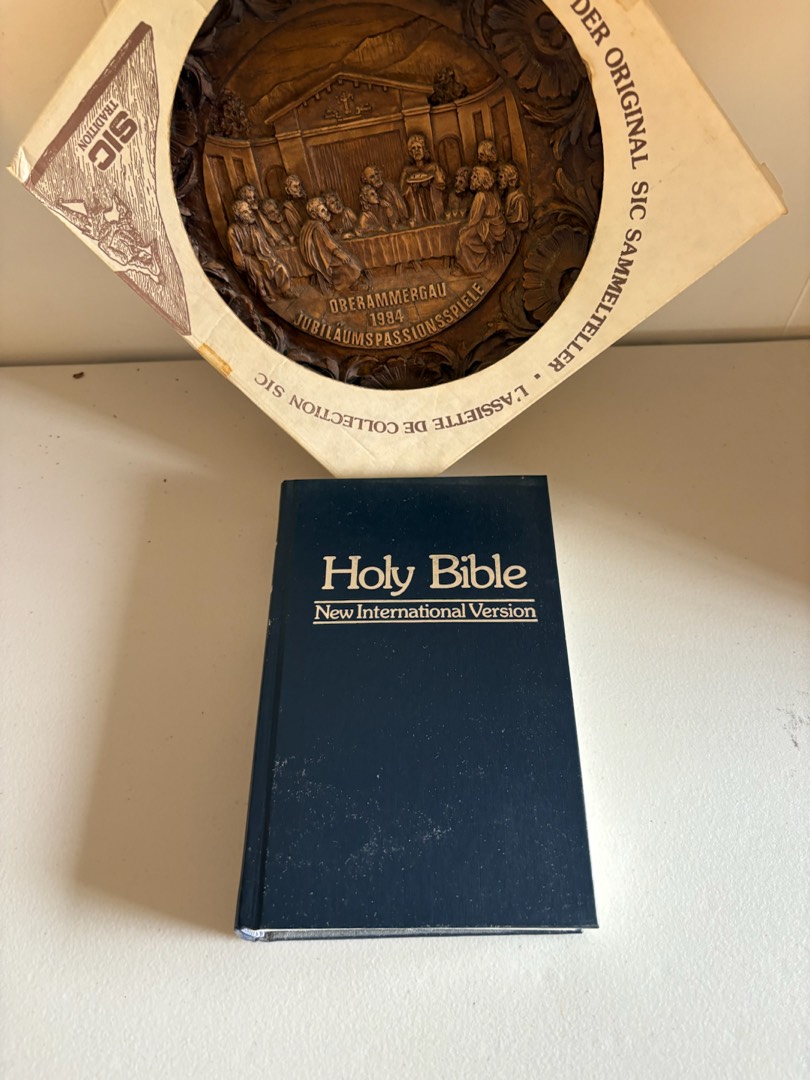 SIC
TRADITION
DER ORIGINAL SIC SAMMELTELLER • L'ASSIETTE DE COLLECTION SIC
OBERAMMERGAU
1984
JUBILÄUMSPASSIONSSPIELE
Holy Bible
New International Version